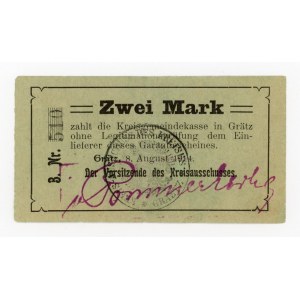 Zwei Mark
zahlt die Kreisgemeindekasse in Grätz
ohne Legitimationsprüfung dem Ein-
lieferer dieses Garantiescheines.
Grätz, 8. August 1914.
Der Vorsitzende des Kreisausschusses.
B. Nr.